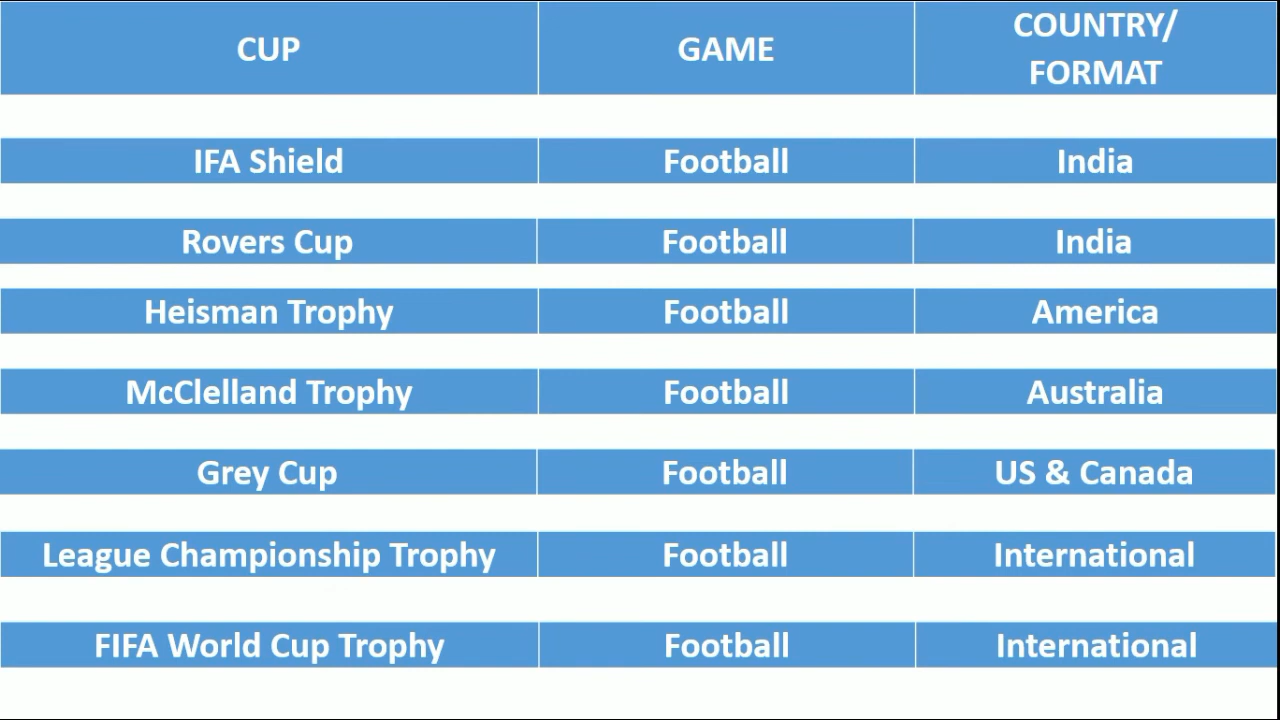 CUP GAME COUNTRY/
FORMAT
IFA Shield Football India
Rovers Cup Football India
Heisman Trophy Football America
McClelland Trophy Football Australia
Grey Cup Football US & Canada
League Championship Trophy Football International
FIFA World Cup Trophy Football International